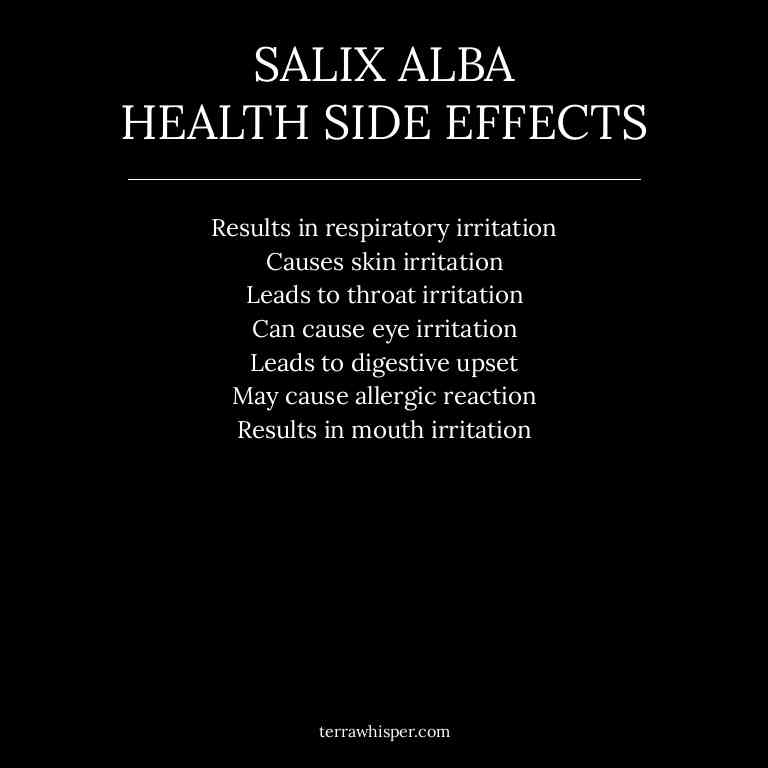 SALIX ALBA
HEALTH SIDE EFFECTS
Results in respiratory irritation
Causes skin irritation
Leads to throat irritation
Can cause eye irritation
Leads to digestive upset
May cause allergic reaction
Results in mouth irritation
terrawhisper.com